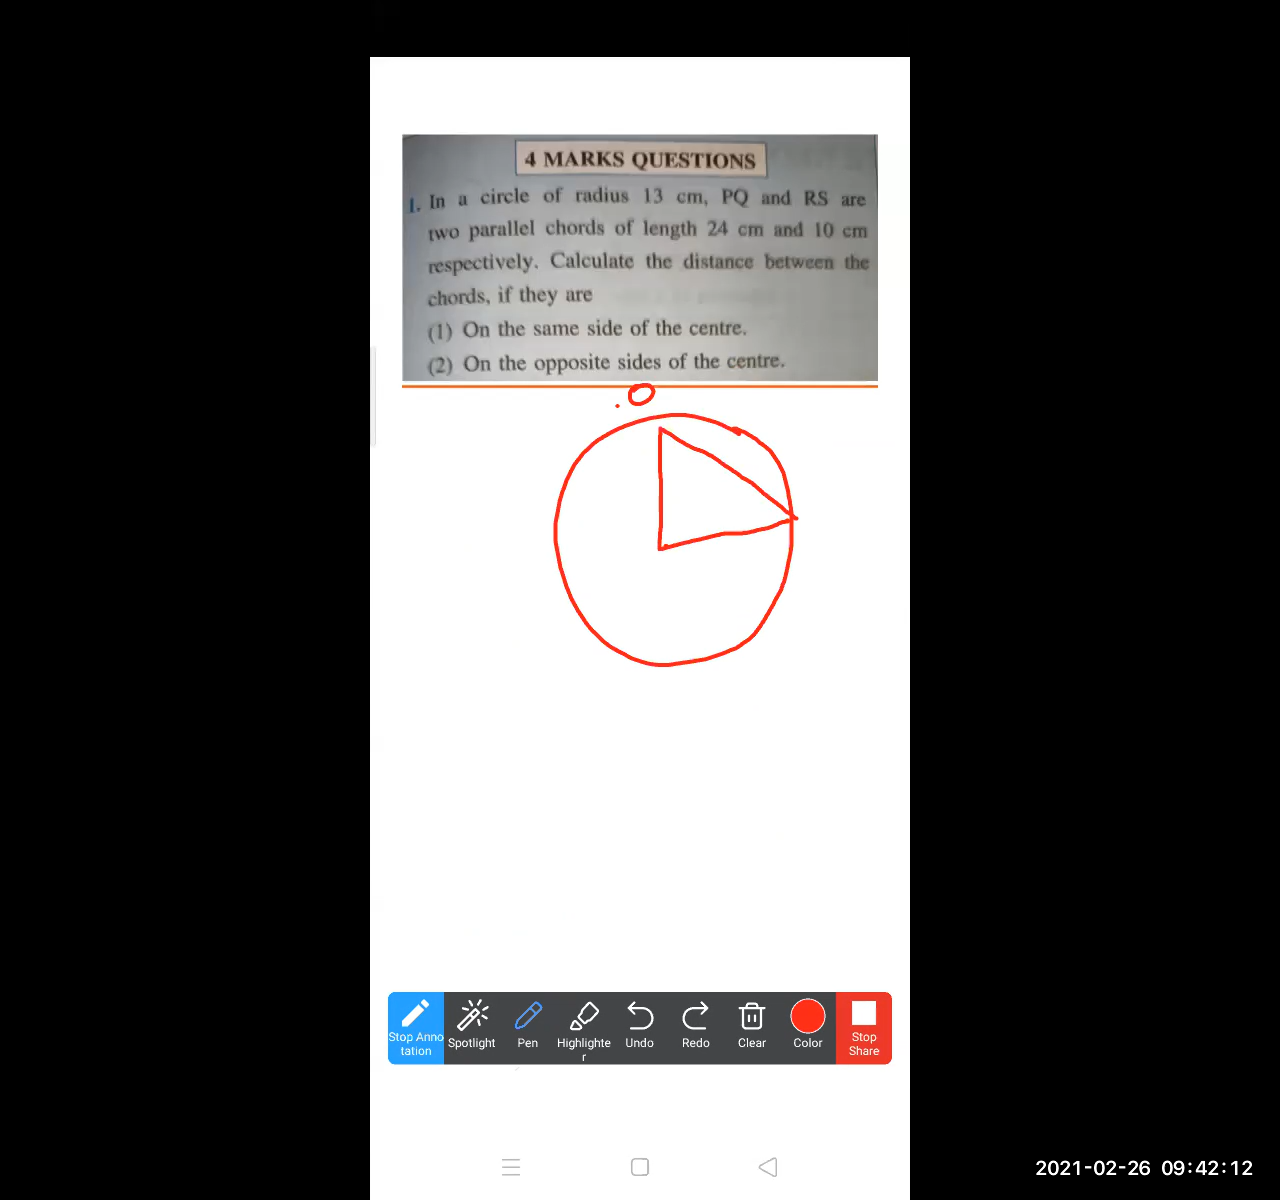 4 MARKS QUESTIONS
1. In a circle of radius 13 cm, PQ and RS are
two parallel chords of length 24 cm and 10 cm
respectively. Calculate the distance between the
chords, if they are
(1) On the same side of the centre.
(2) On the opposite sides of the centre.
.O
Stop Anno
tation
Spotlight
Pen
Highlighte
r
Undo
Redo
Clear
Color
Stop
Share
2021-02-26 09:42:12